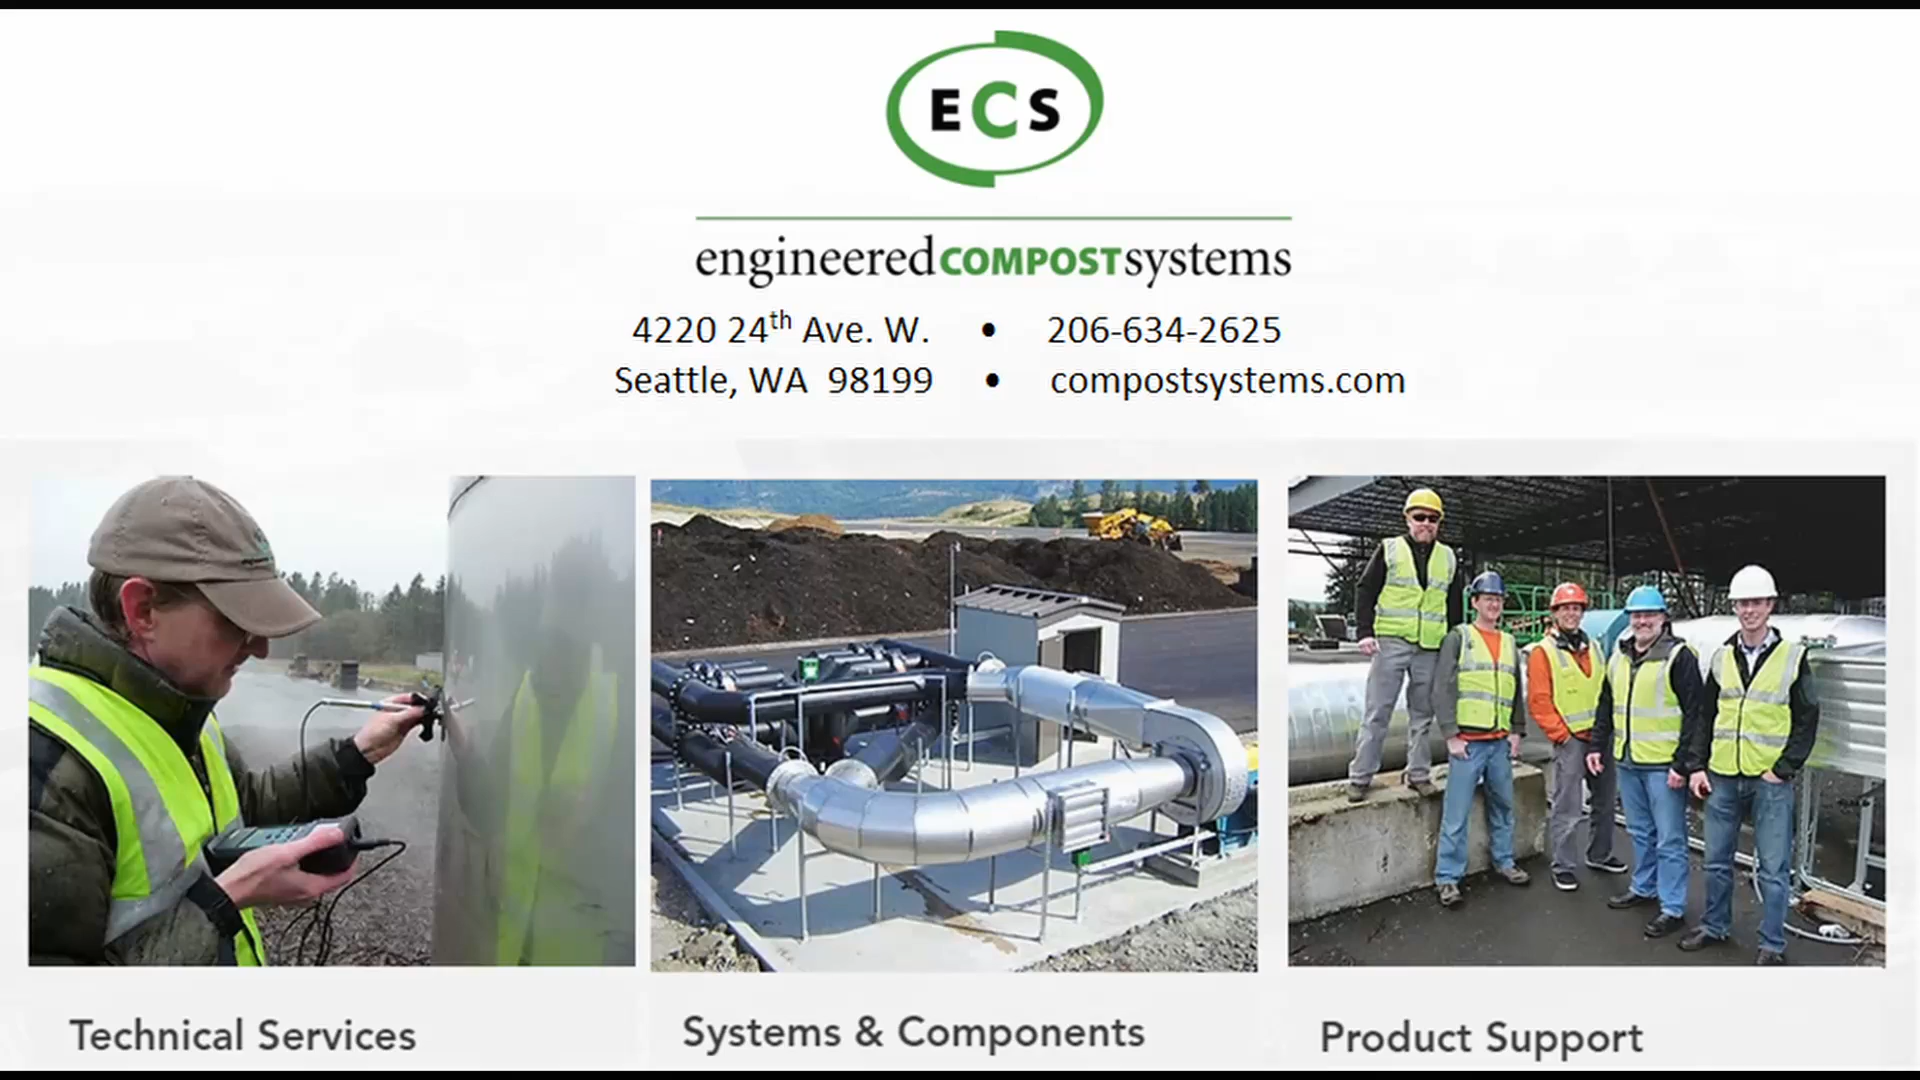 ECS
engineeredCOMPOSTsystems
4220 24th Ave. W. • 206-634-2625
Seattle, WA 98199 • compostsystems.com
Technical Services
Systems & Components
Product Support